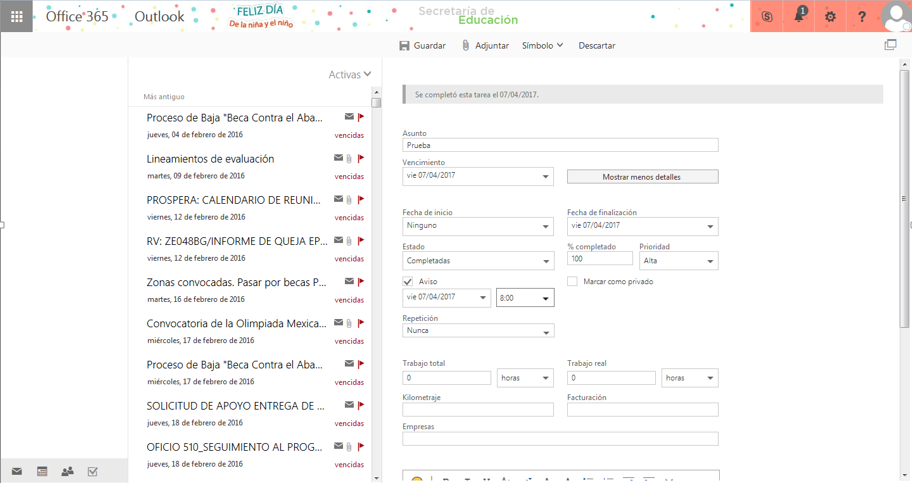 Office 365
Outlook
FELIZ DÍA
De la niña y el niño
Secretaría de
Educación
1
?
Guardar
Adjuntar
Símbolo
Descartar
Activas
Más antiguo
Proceso de Baja "Beca Contra el Aba...
jueves, 04 de febrero de 2016
vencidas
Lineamientos de evaluación
martes, 09 de febrero de 2016
vencidas
PROSPERA: CALENDARIO DE REUNI...
viernes, 12 de febrero de 2016
vencidas
RV: ZE048BG/INFORME DE QUEJA EP...
viernes, 12 de febrero de 2016
vencidas
Zonas convocadas. Pasar por becas P...
martes, 16 de febrero de 2016
vencidas
Convocatoria de la Olimpiada Mexica...
miércoles, 17 de febrero de 2016
vencidas
Proceso de Baja "Beca Contra el Aba...
miércoles, 17 de febrero de 2016
vencidas
SOLICITUD DE APOYO ENTREGA DE ...
jueves, 18 de febrero de 2016
vencidas
OFICIO 510_SEGUIMIENTO AL PROG...
jueves, 18 de febrero de 2016
vencidas
Se completó esta tarea el 07/04/2017.
Asunto
Prueba
Vencimiento
vie 07/04/2017
Mostrar menos detalles
Fecha de inicio
Fecha de finalización
Ninguno
vie 07/04/2017
Estado
% completado
Prioridad
Completadas
100
Alta
Aviso
Marcar como privado
vie 07/04/2017
8:00
Repetición
Nunca
Trabajo total
Trabajo real
0
horas
0
horas
Kilometraje
Facturación
Empresas